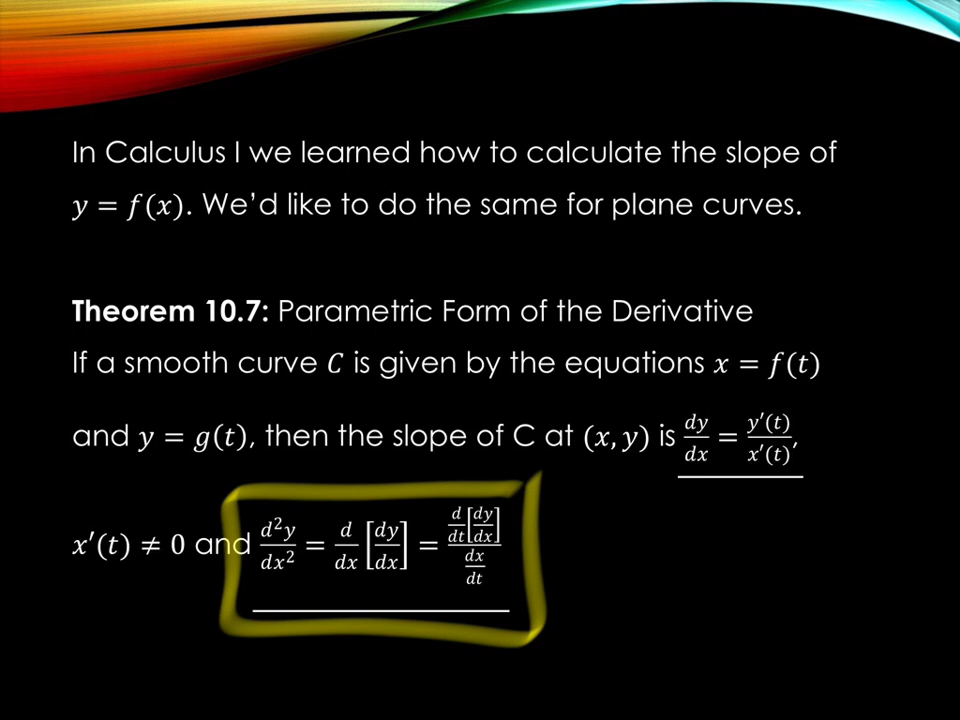 In Calculus I we learned how to calculate the slope of
𝑦 = 𝑓(𝑥). We'd like to do the same for plane curves.
Theorem 10.7: Parametric Form of the Derivative
If a smooth curve 𝐶 is given by the equations 𝑥 = 𝑓(𝑡)
and 𝑦 = 𝑔(𝑡), then the slope of C at (𝑥, 𝑦) is 𝑑𝑦/𝑑𝑥 = 𝑦′(𝑡)/𝑥′(𝑡),
𝑥′(𝑡) ≠ 0 and 𝑑²𝑦/𝑑𝑥² = 𝑑/𝑑𝑥 [𝑑𝑦/𝑑𝑥] = (𝑑/𝑑𝑡 [𝑑𝑦/𝑑𝑥])/(𝑑𝑥/𝑑𝑡)